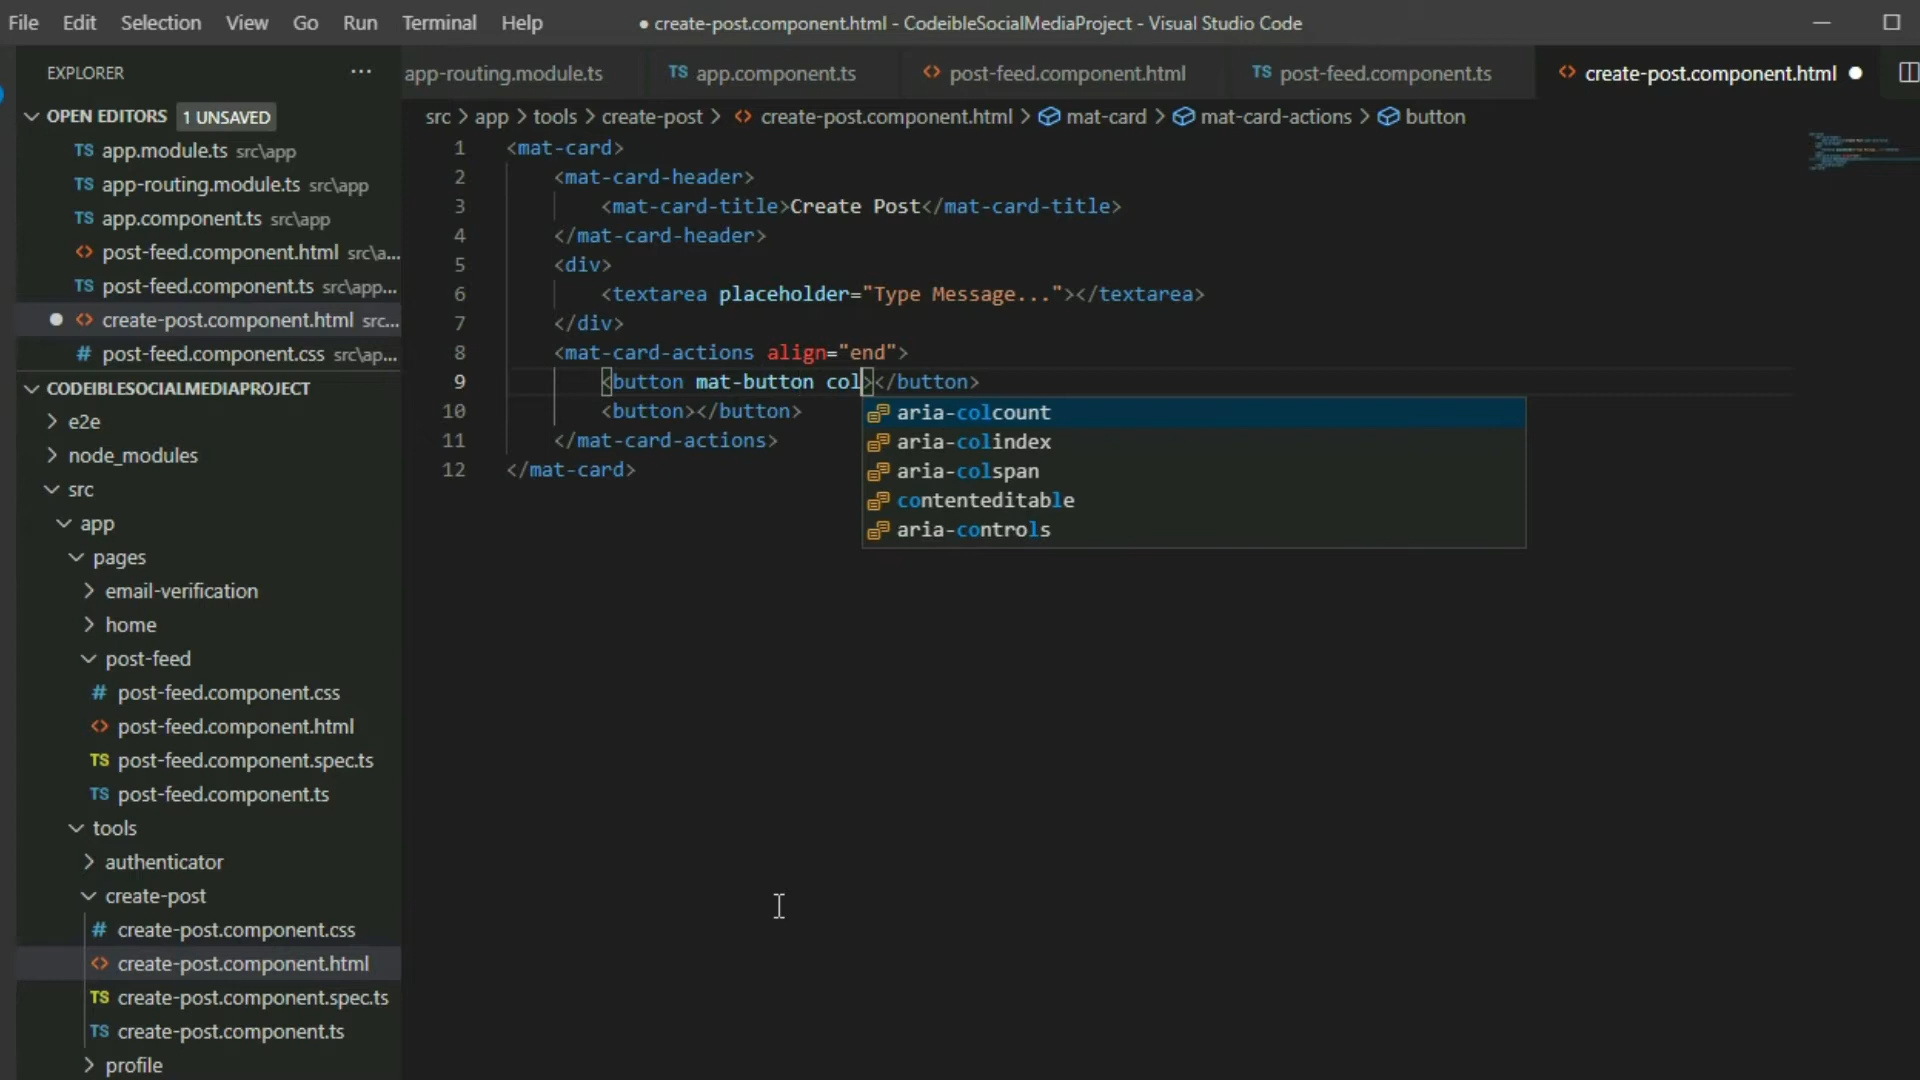 File Edit Selection View Go Run Terminal Help ● create-post.component.html - CodeibleSocialMediaProject - Visual Studio Code
EXPLORER ···
app-routing.module.ts TS app.component.ts <> post-feed.component.html TS post-feed.component.ts <> create-post.component.html ●
OPEN EDITORS 1 UNSAVED
src > app > tools > create-post > <> create-post.component.html > mat-card > mat-card-actions > button
TS app.module.ts src\app
TS app-routing.module.ts src\app
TS app.component.ts src\app
<> post-feed.component.html src\a...
TS post-feed.component.ts src\app...
● <> create-post.component.html src...
# post-feed.component.css src\ap...
CODEIBLESOCIALMEDIAPROJECT
e2e
node_modules
src
app
pages
email-verification
home
post-feed
# post-feed.component.css
<> post-feed.component.html
TS post-feed.component.spec.ts
TS post-feed.component.ts
tools
authenticator
create-post
# create-post.component.css
<> create-post.component.html
TS create-post.component.spec.ts
TS create-post.component.ts
profile
1 <mat-card>
2 <mat-card-header>
3 <mat-card-title>Create Post</mat-card-title>
4 </mat-card-header>
5 <div>
6 <textarea placeholder="Type Message..."></textarea>
7 </div>
8 <mat-card-actions align="end">
9 <button mat-button col></button>
10 <button></button>
11 </mat-card-actions>
12 </mat-card>
aria-colcount
aria-colindex
aria-colspan
contenteditable
aria-controls